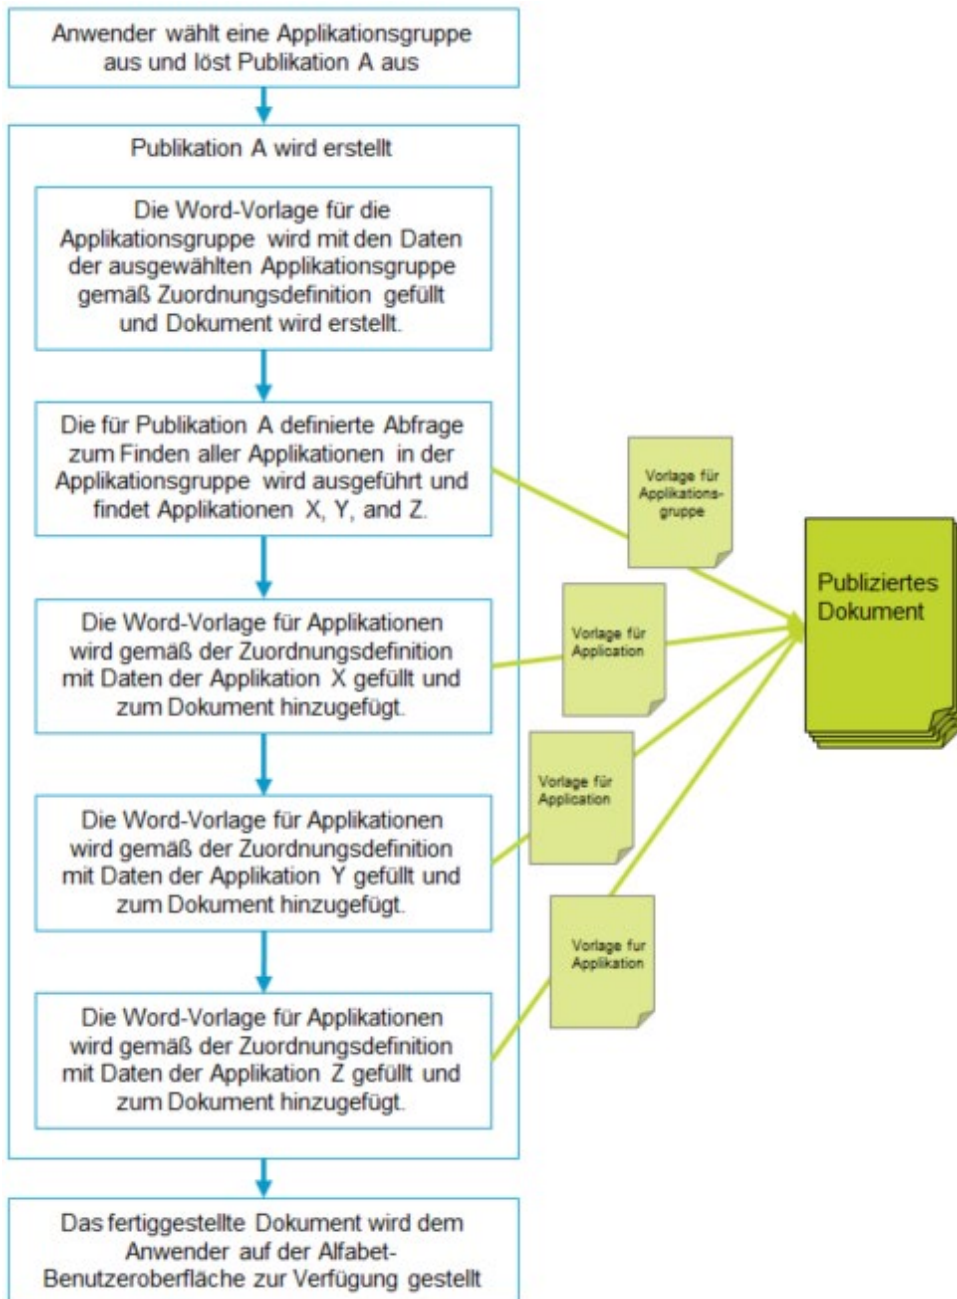 Anwender wählt eine Applikationsgruppe
aus und löst Publikation A aus
Publikation A wird erstellt
Die Word-Vorlage für die
Applikationsgruppe wird mit den Daten
der ausgewählten Applikationsgruppe
gemäß Zuordnungsdefinition gefüllt
und Dokument wird erstellt.
Die für Publikation A definierte Abfrage
zum Finden aller Applikationen in der
Applikationsgruppe wird ausgeführt und
findet Applikationen X, Y, and Z.
Die Word-Vorlage für Applikationen
wird gemäß der Zuordnungsdefinition
mit Daten der Applikation X gefüllt und
zum Dokument hinzugefügt.
Die Word-Vorlage für Applikationen
wird gemäß der Zuordnungsdefinition
mit Daten der Applikation Y gefüllt und
zum Dokument hinzugefügt.
Die Word-Vorlage für Applikationen
wird gemäß der Zuordnungsdefinition
mit Daten der Applikation Z gefüllt und
zum Dokument hinzugefügt.
Das fertiggestellte Dokument wird dem
Anwender auf der Alfabet-
Benutzeroberfläche zur Verfügung gestellt
Vorlage für
Applikations-
gruppe
Vorlage für
Application
Vorlage für
Application
Vorlage fur
Applikation
Publiziertes
Dokument